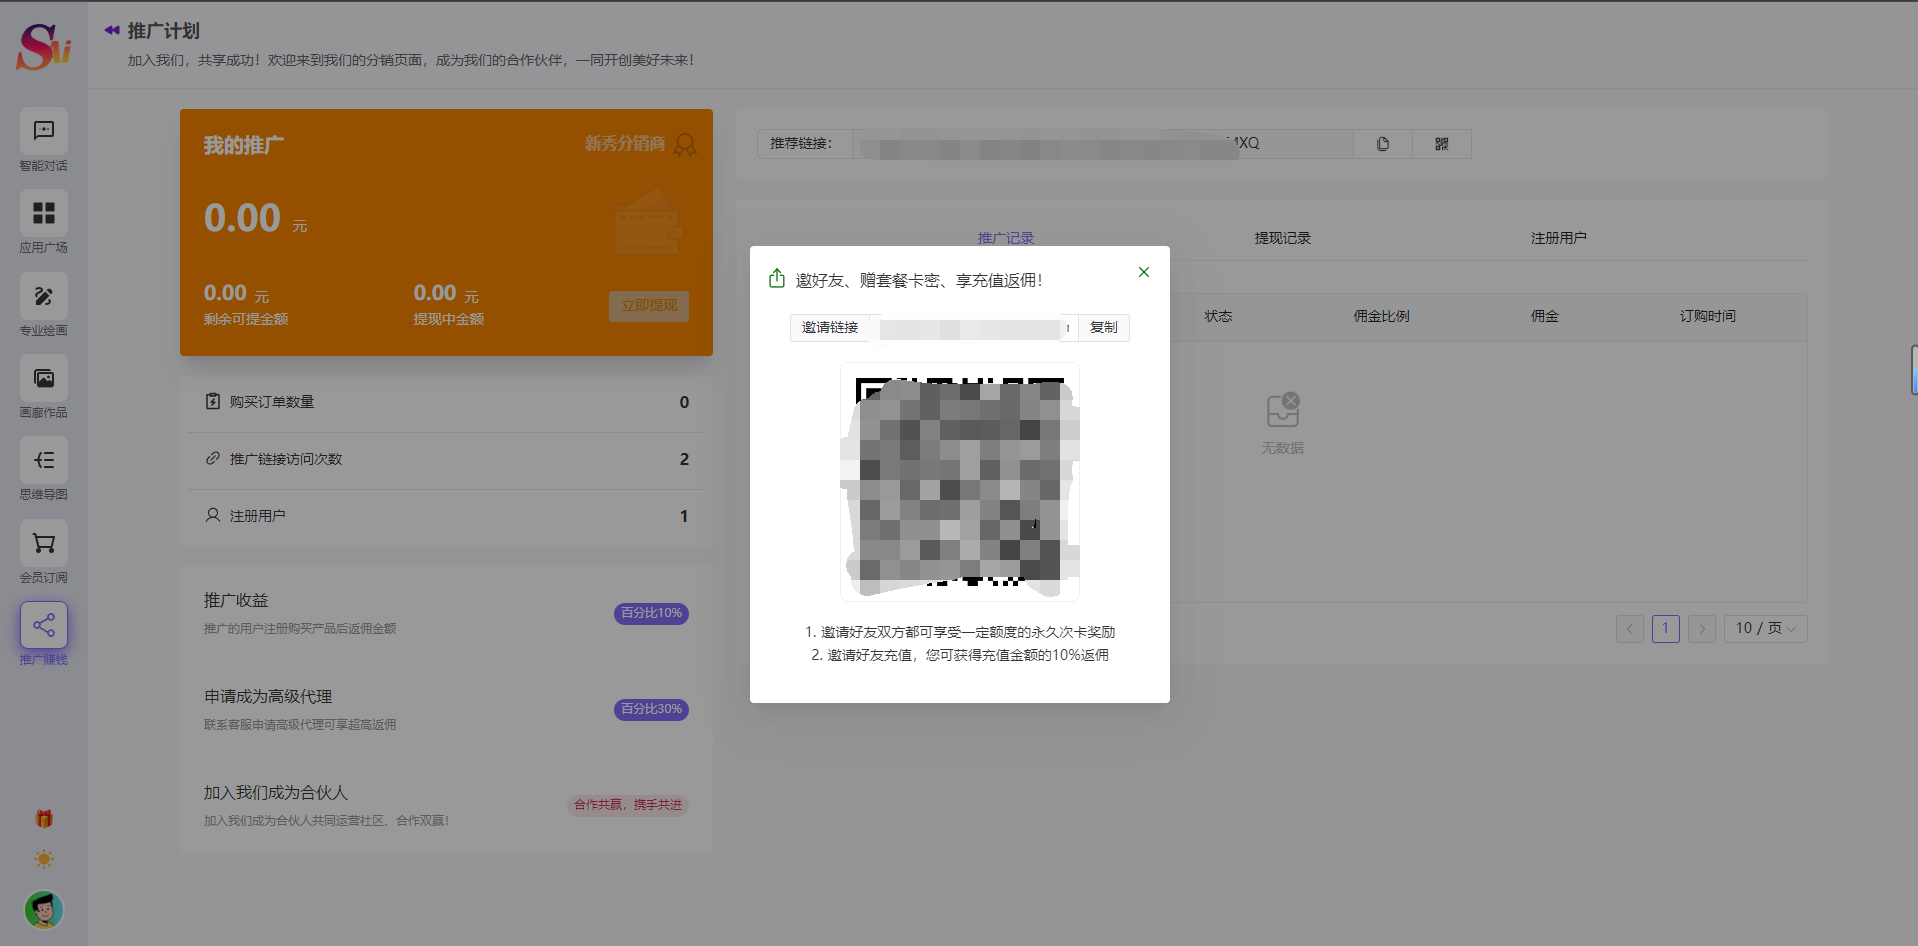 推广计划
加入我们，共享成功！欢迎来到我们的分销页面，成为我们的合作伙伴，一同开创美好未来！
智能对话
应用广场
专业绘画
画廊作品
思维导图
会员订阅
推广赚钱
我的推广
新秀分销商
0.00 元
0.00 元
剩余可提金额
0.00 元
提现中金额
立即提现
购买订单数量 0
推广链接访问次数 2
注册用户 1
推广收益
推广的用户注册购买产品后返佣金额
百分比10%
申请成为高级代理
联系客服申请高级代理可享超高返佣
百分比30%
加入我们成为合伙人
加入我们成为合伙人共同运营社区、合作双赢！
合作共赢，携手共进
推荐链接：
MXQ
推广记录 提现记录 注册用户
状态 佣金比例 佣金 订购时间
无数据
1
10 / 页
邀好友、赠套餐卡密、享充值返佣！
邀请链接
复制
1. 邀请好友双方都可享受一定额度的永久次卡奖励
2. 邀请好友充值，您可获得充值金额的10%返佣